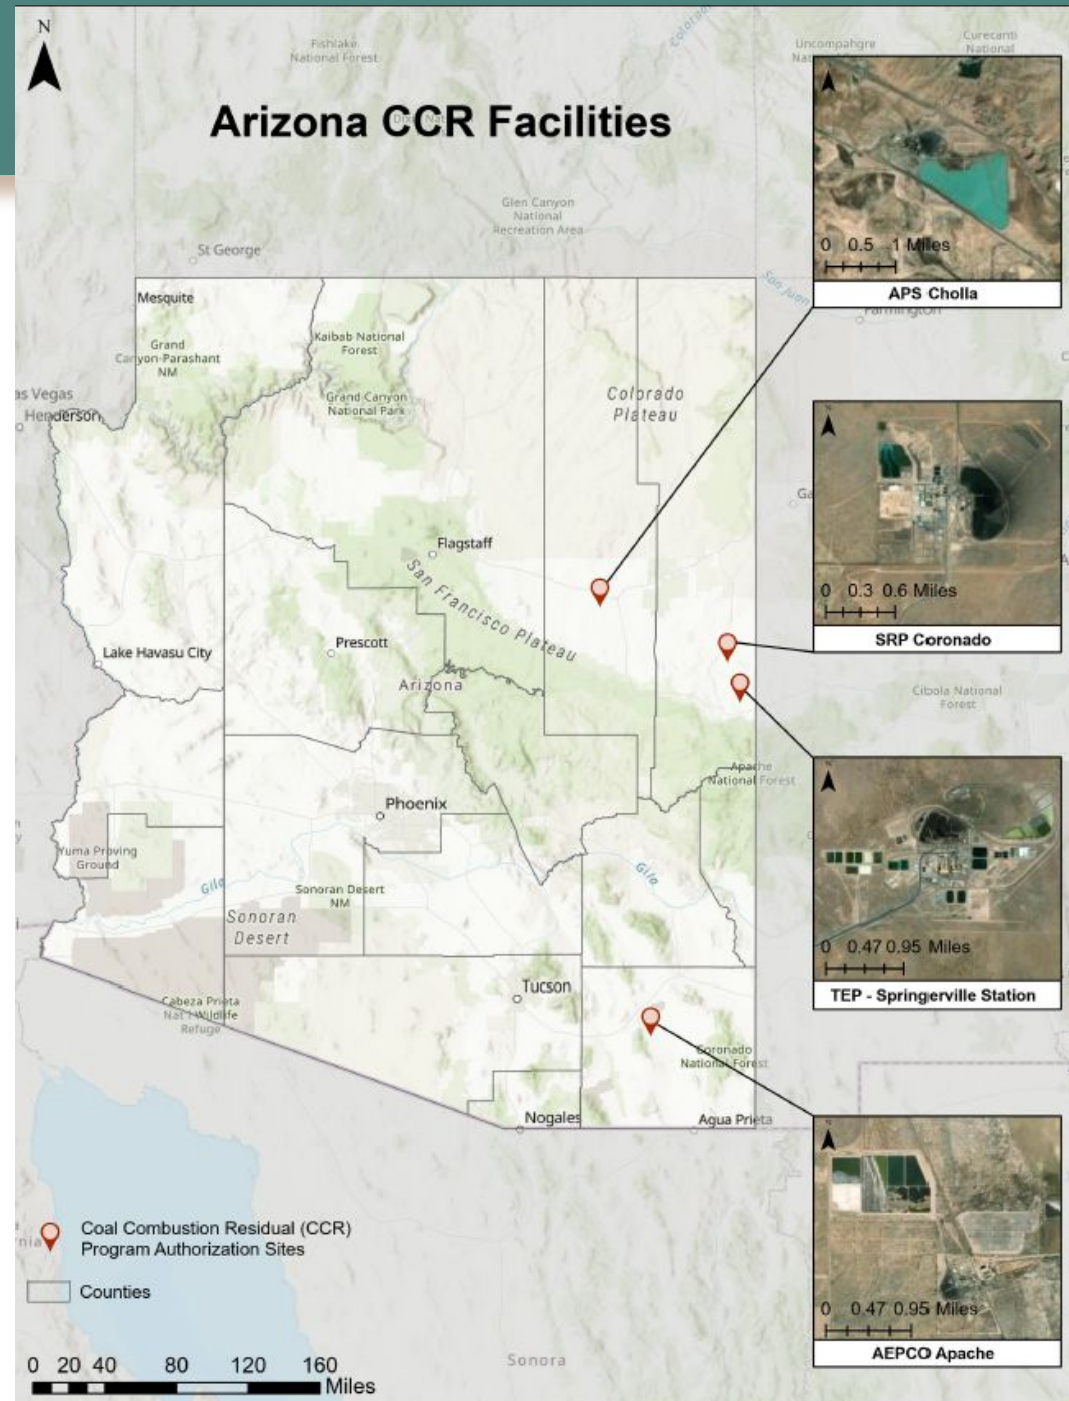 N
Arizona CCR Facilities
Fishlake
National Forest
Uncompahgre
Curecanti
National
Glen Canyon
National
Recreation Area
St George
San Juan
Farmington
0 0.5 1 Miles
APS Cholla
Mesquite
Grand
Canyon-Parashant
NM
Kaibab National
Forest
Grand Canyon
National Park
Colorado
Plateau
as Vegas
Henderson
0 0.3 0.6 Miles
SRP Coronado
Flagstaff
San Francisco Plateau
Prescott
Lake Havasu City
Arizona
Cibola National
Forest
Apache
National Forest
Phoenix
Yuma Proving
Ground
Gila
Sonoran Desert
NM
Gila
Sonoran
Desert
0 0.47 0.95 Miles
TEP - Springerville Station
Tucson
Cabeza Prieta
Nat'l Wildlife
Refuge
Coronado
National Forest
Nogales
Agua Prieta
0 0.47 0.95 Miles
AEPCO Apache
Coal Combustion Residual (CCR)
Program Authorization Sites
Counties
Sonora
0 20 40 80 120 160
Miles